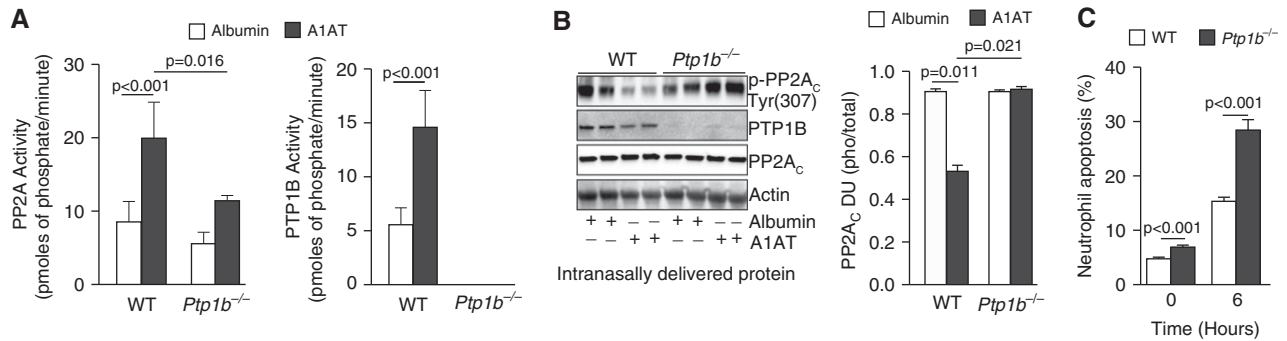 A
Albumin A1AT
PP2A Activity
(pmoles of phosphate/minute)
30
20
10
0
p<0.001
p=0.016
WT Ptp1b–/–
PTP1B Activity
(pmoles of phosphate/minute)
20
15
10
5
0
p<0.001
WT Ptp1b–/–
B
WT Ptp1b–/–
p-PP2AC
Tyr(307)
PTP1B
PP2AC
Actin
+ + – – + + – – Albumin
– – + + – – + + A1AT
Intranasally delivered protein
Albumin A1AT
PP2AC DU (pho/total)
1.0
0.8
0.6
0.4
0.2
0.0
p=0.021
p=0.011
WT Ptp1b–/–
C
WT Ptp1b–/–
Neutrophil apoptosis (%)
40
30
20
10
0
p<0.001
p<0.001
0 6
Time (Hours)